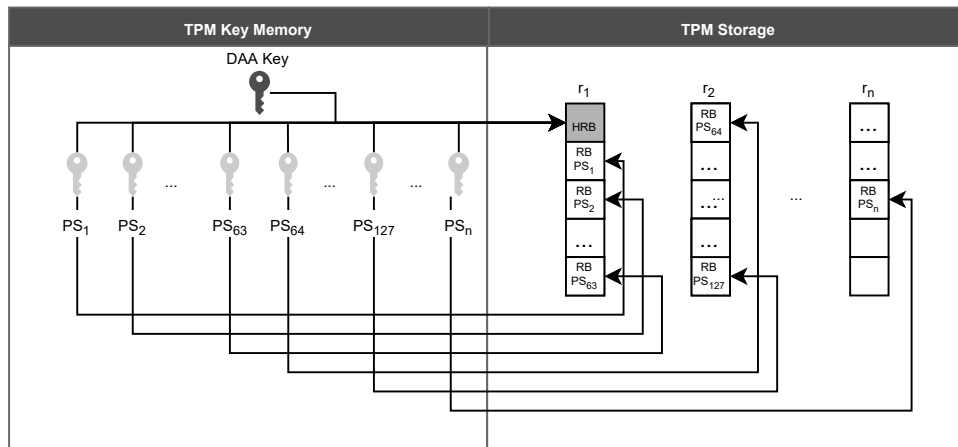 TPM Key Memory
TPM Storage
DAA Key
r1
r2
rn
HRB
RB
PS1
RB
PS2
...
RB
PS63
RB
PS64
...
...
...
...
RB
PS127
...
...
...
RB
PSn
...
...
...
PS1
PS2
PS63
PS64
PS127
PSn